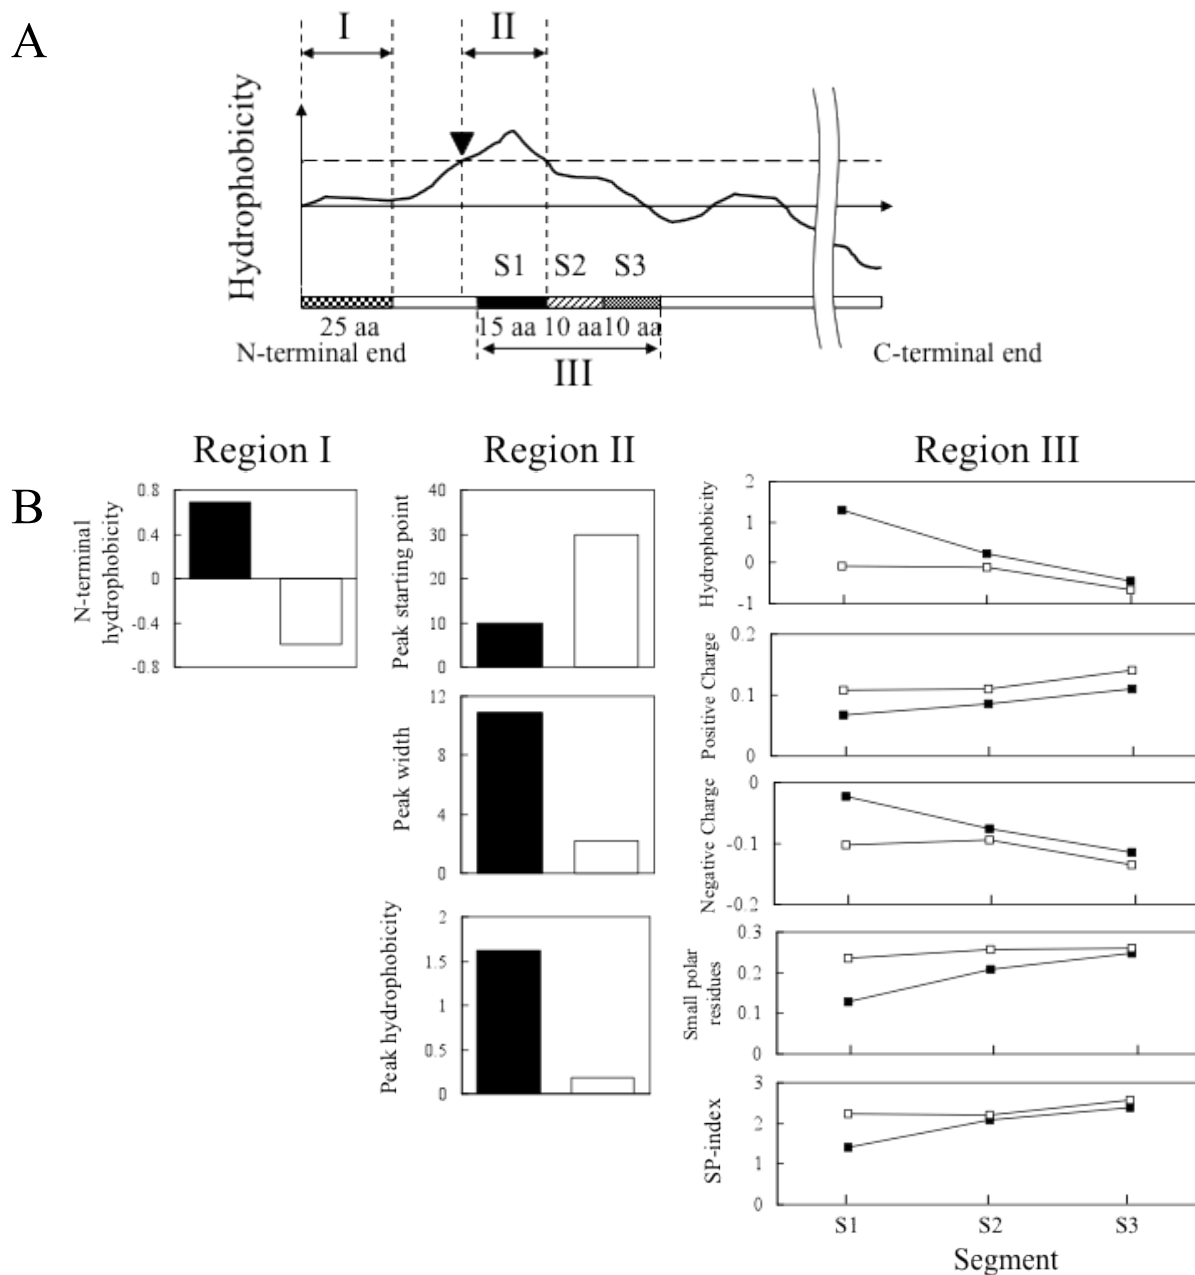 A
I II
Hydrophobicity
S1 S2 S3
25 aa 15 aa 10 aa 10 aa
N-terminal end C-terminal end
III
B
Region I
N-terminal
hydrophobicity
0.8
0.4
0
-0.4
-0.8
Region II
Peak starting point
40
30
20
10
0
Peak width
12
8
4
0
Peak hydrophobicity
2
1.5
1
0.5
0
Region III
Hydrophobicity
2
1
0
-1
Positive Charge
0.2
0.1
0
Negative Charge
0
-0.1
-0.2
Small polar
residues
0.3
0.2
0.1
0
SP-index
3
2
1
0
S1 S2 S3
Segment